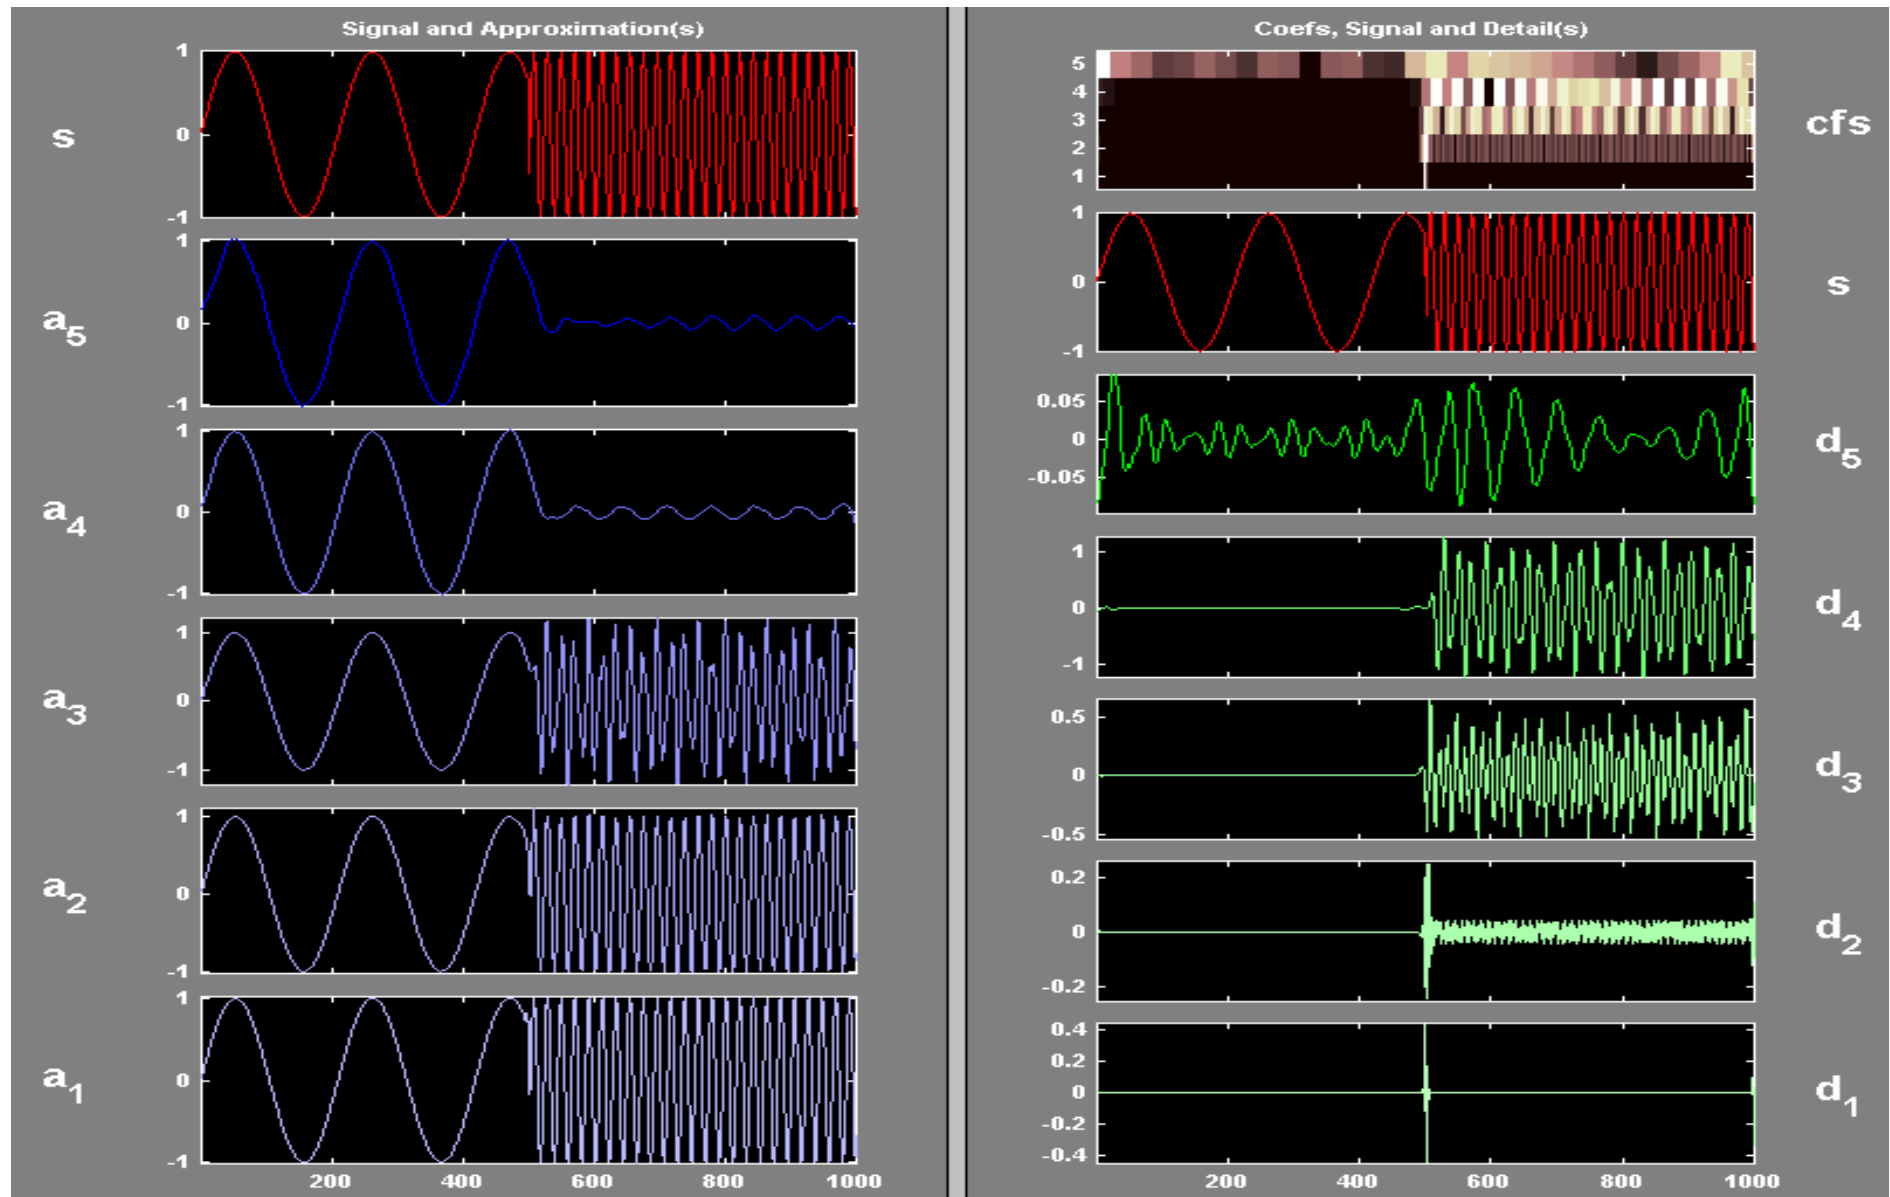 Signal and Approximation(s)
s
1
0
-1
a5
1
0
-1
a4
1
0
-1
a3
1
0
-1
a2
1
0
-1
a1
1
0
-1
200 400 600 800 1000
Coefs, Signal and Detail(s)
5
4
3
2
1
cfs
1
0
-1
s
0.05
0
-0.05
d5
1
0
-1
d4
0.5
0
-0.5
d3
0.2
0
-0.2
d2
0.4
0.2
0
-0.2
-0.4
d1
200 400 600 800 1000